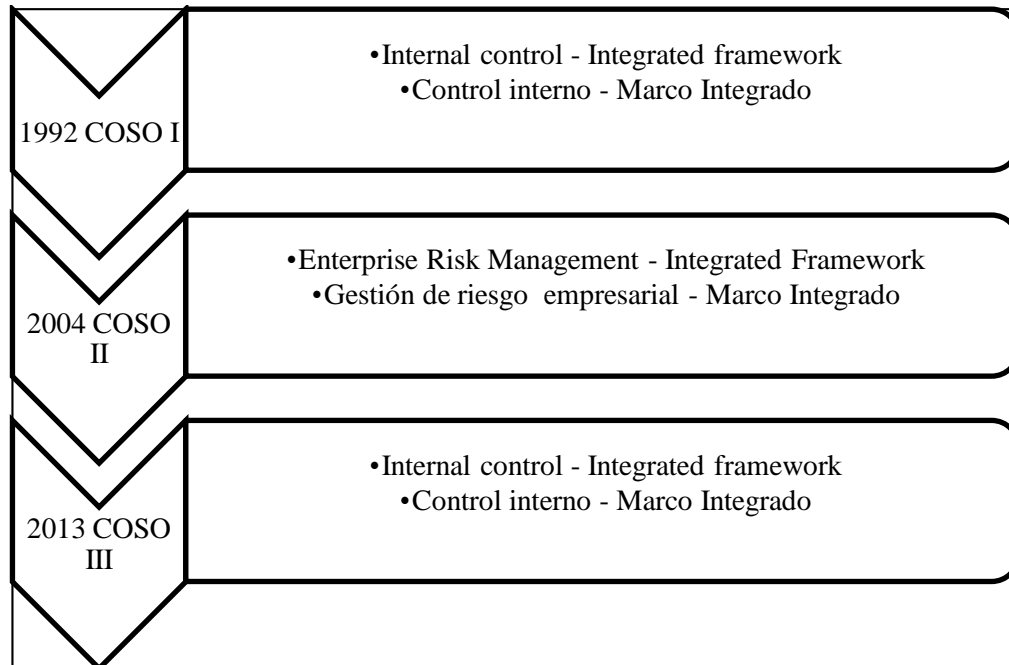 1992 COSO I
•Internal control - Integrated framework
•Control interno - Marco Integrado
2004 COSO
II
•Enterprise Risk Management - Integrated Framework
•Gestión de riesgo empresarial - Marco Integrado
2013 COSO
III
•Internal control - Integrated framework
•Control interno - Marco Integrado